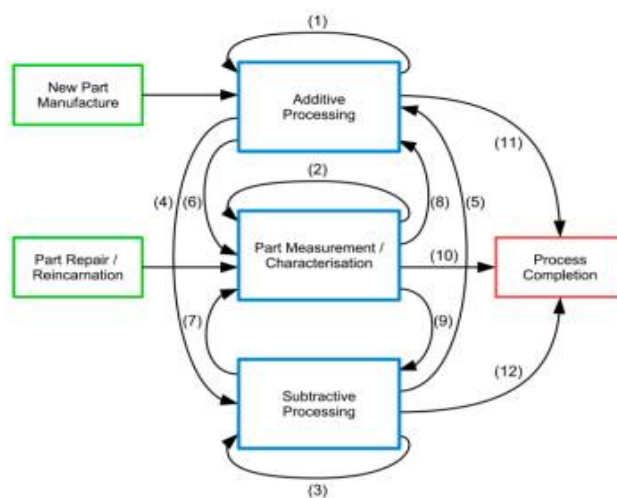 (1)
New Part
Manufacture
Additive
Processing
(11)
(2)
(4)
(6)
(8)
(5)
Part Repair /
Reincarnation
Part Measurement /
Characterisation
(10)
Process
Completion
(7)
(9)
Subtractive
Processing
(12)
(3)